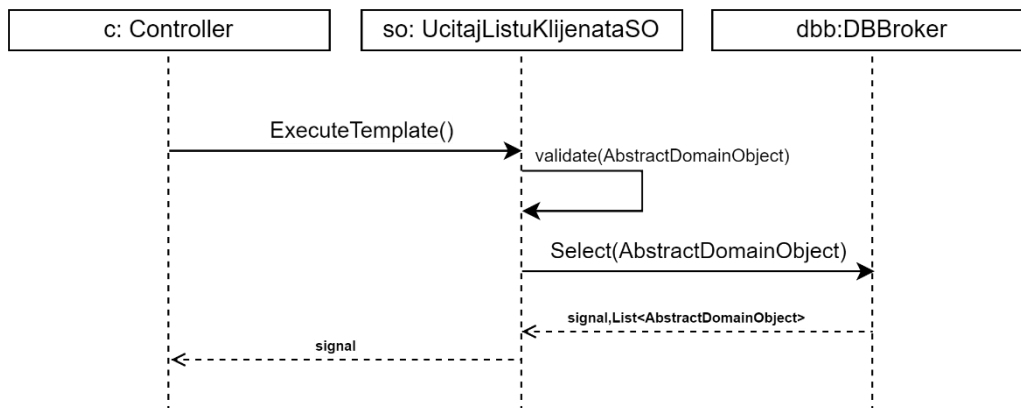 c: Controller
so: UcitajListuKlijenataSO
dbb:DBBroker
ExecuteTemplate()
validate(AbstractDomainObject)
Select(AbstractDomainObject)
signal,List<AbstractDomainObject>
signal